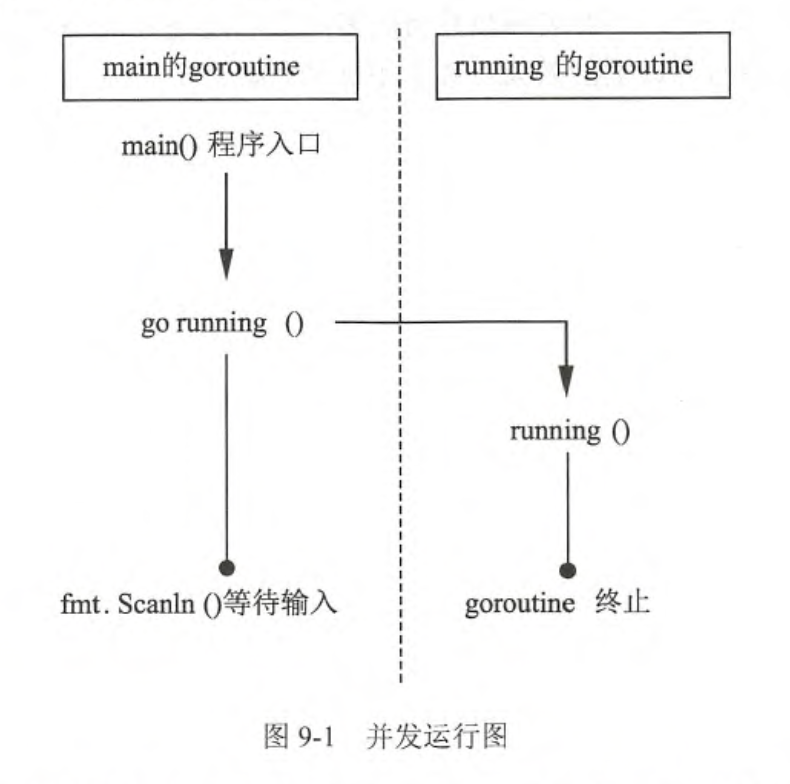 main的goroutine
running 的goroutine
main() 程序入口
go running ()
running ()
fmt. Scanln ()等待输入
goroutine 终止
图 9-1 并发运行图